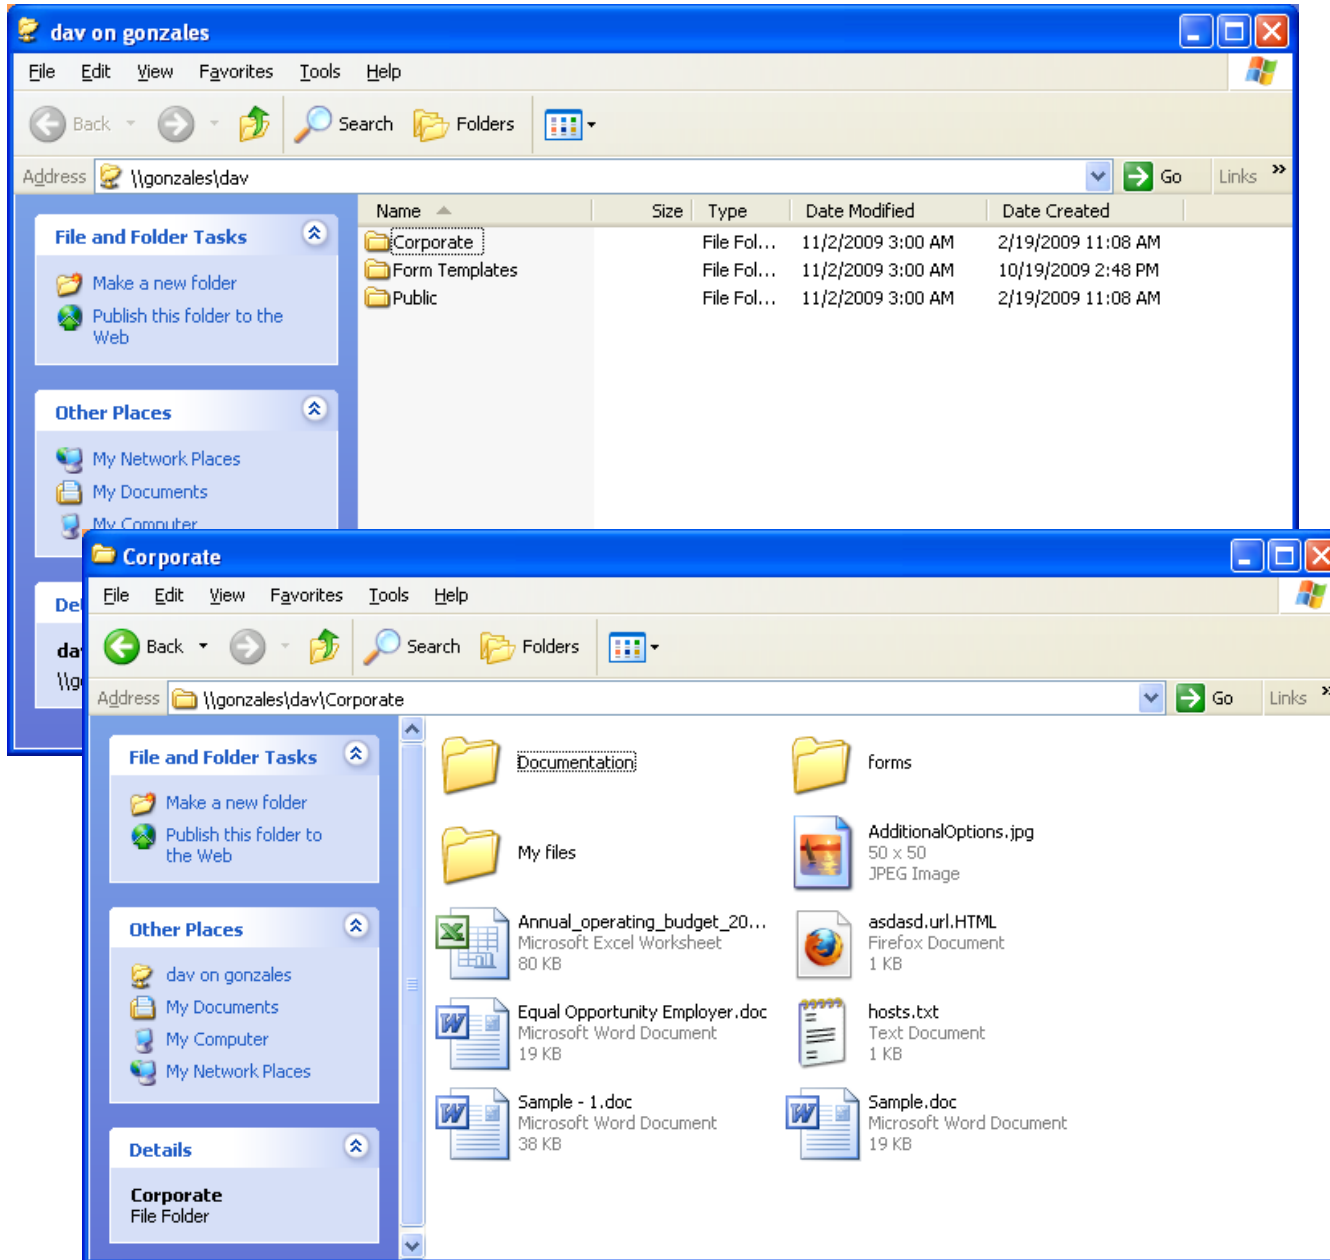 dav on gonzales
File Edit View Favorites Tools Help
Back Search Folders
Address \\gonzales\dav Go Links »
Name Size Type Date Modified Date Created
Corporate File Fol... 11/2/2009 3:00 AM 2/19/2009 11:08 AM
Form Templates File Fol... 11/2/2009 3:00 AM 10/19/2009 2:48 PM
Public File Fol... 11/2/2009 3:00 AM 2/19/2009 11:08 AM
File and Folder Tasks
Make a new folder
Publish this folder to the
Web
Other Places
My Network Places
My Documents
My Computer
Corporate
File Edit View Favorites Tools Help
Back Search Folders
Address \\gonzales\dav\Corporate Go Links »
File and Folder Tasks
Make a new folder
Publish this folder to
the Web
Other Places
dav on gonzales
My Documents
My Computer
My Network Places
Details
Corporate
File Folder
Documentation
forms
My files
AdditionalOptions.jpg
50 x 50
JPEG Image
Annual_operating_budget_20...
Microsoft Excel Worksheet
80 KB
asdasd.url.HTML
Firefox Document
1 KB
Equal Opportunity Employer.doc
Microsoft Word Document
19 KB
hosts.txt
Text Document
1 KB
Sample - 1.doc
Microsoft Word Document
38 KB
Sample.doc
Microsoft Word Document
19 KB